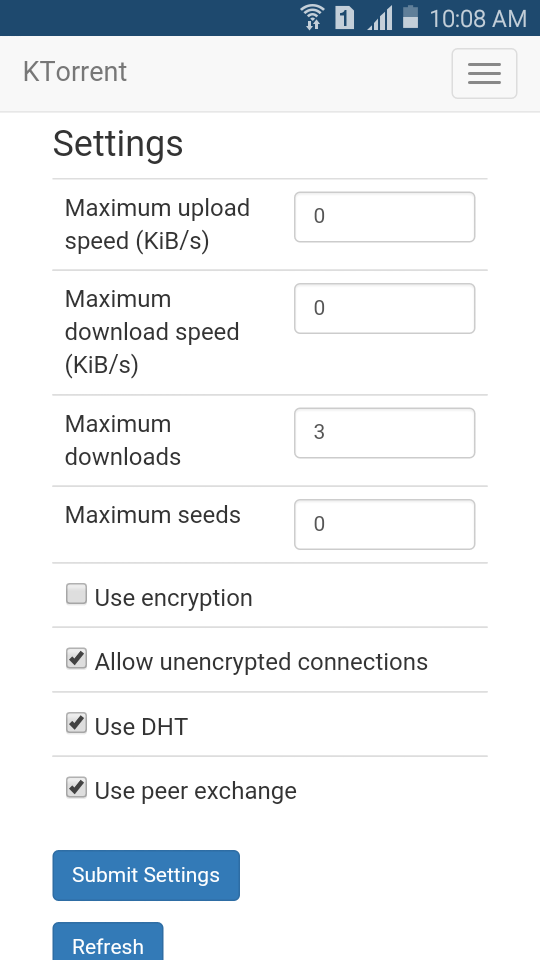 1 10:08 AM
KTorrent
Settings
Maximum upload
speed (KiB/s)
0
Maximum
download speed
(KiB/s)
0
Maximum
downloads
3
Maximum seeds
0
Use encryption
Allow unencrypted connections
Use DHT
Use peer exchange
Submit Settings
Refresh